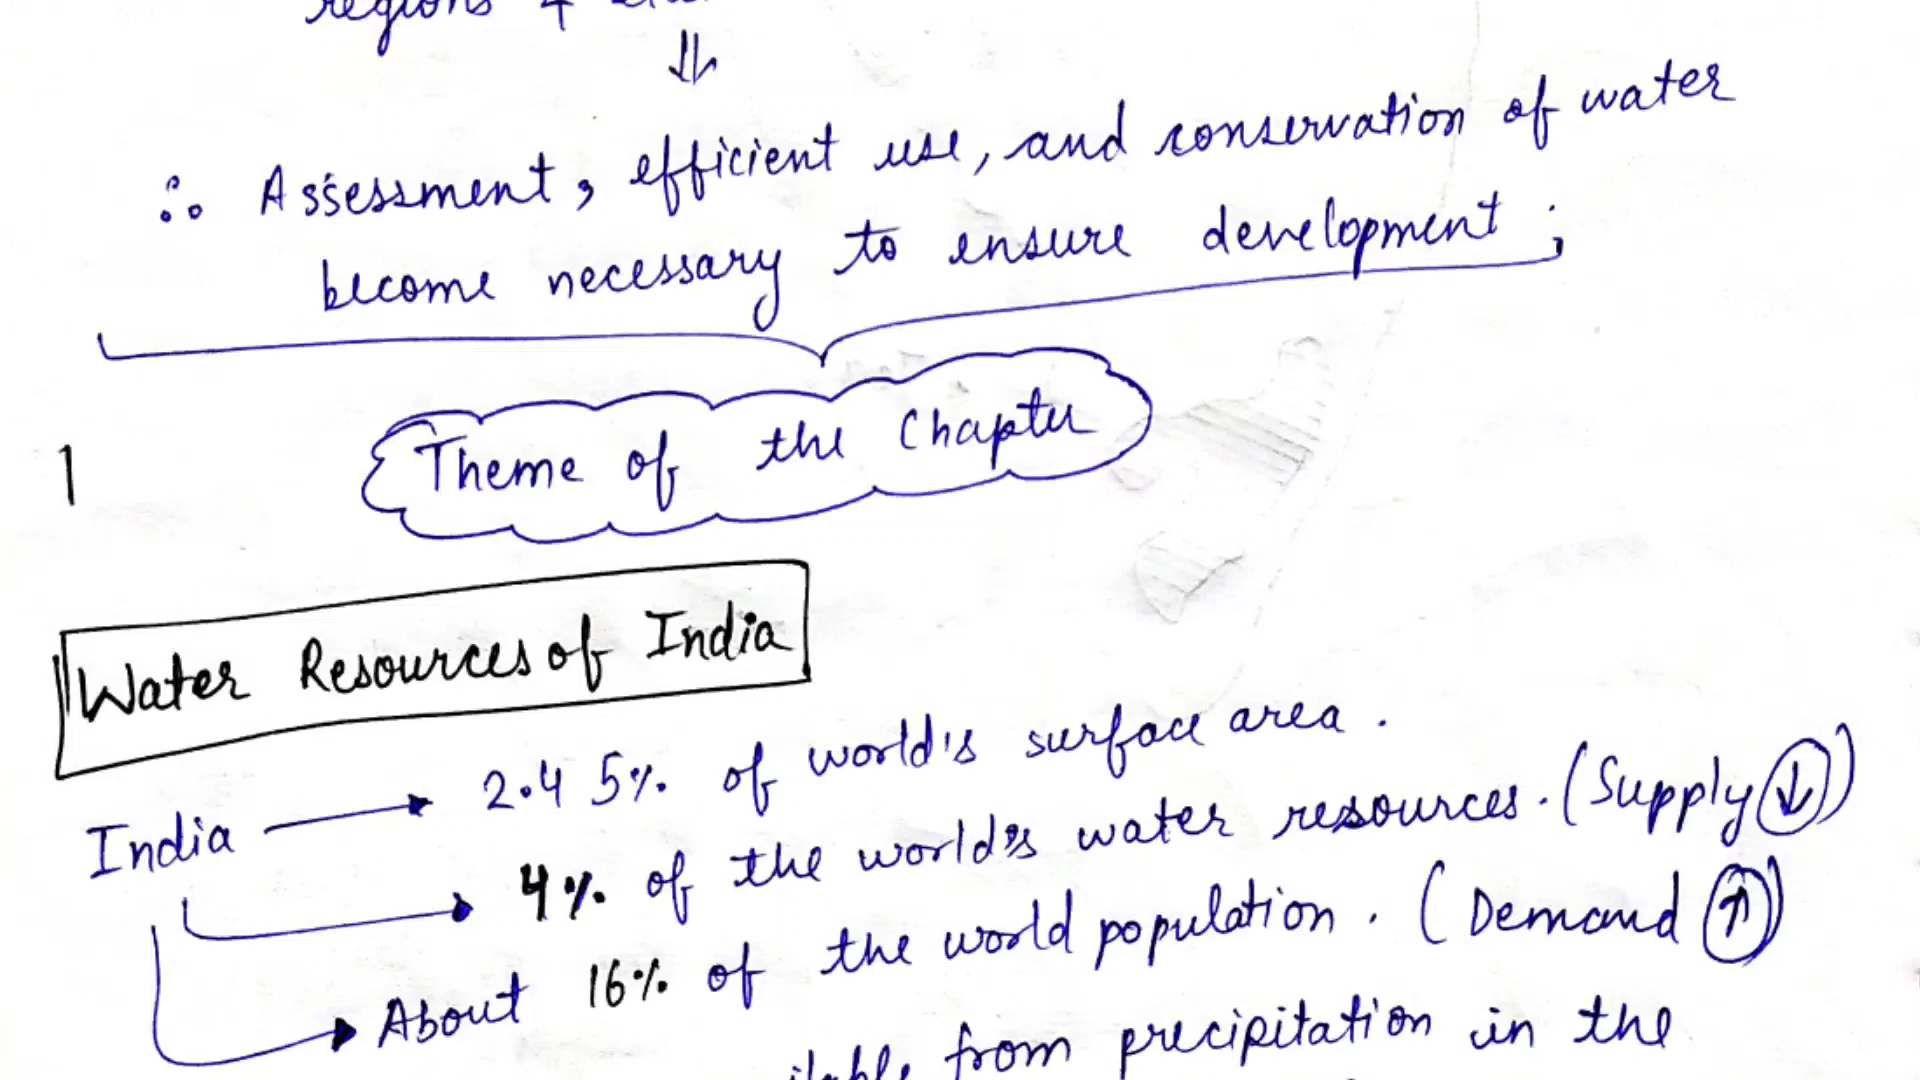 regions &
⇓
∴ Assessment, efficient use, and conservation of water
become necessary to ensure development;
Theme of the Chapter
1
Water Resources of India
India → 2.45% of world's surface area.
→ 4% of the world's water resources. (Supply ↓)
→ About 16% of the world population. (Demand ↑)
from precipitation in the